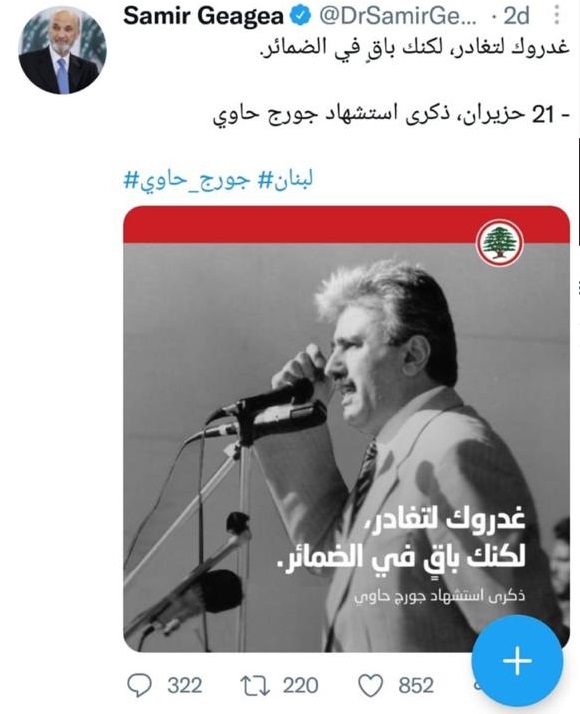 Samir Geagea @DrSamirGe... · 2d
غدروك لتغادر، لكنك باقٍ في الضمائر.
- 21 حزيران، ذكرى استشهاد جورج حاوي
#لبنان #جورج_حاوي
غدروك لتغادر،
لكنك باقٍ في الضمائر.
ذكرى استشهاد جورج حاوي
322 220 852